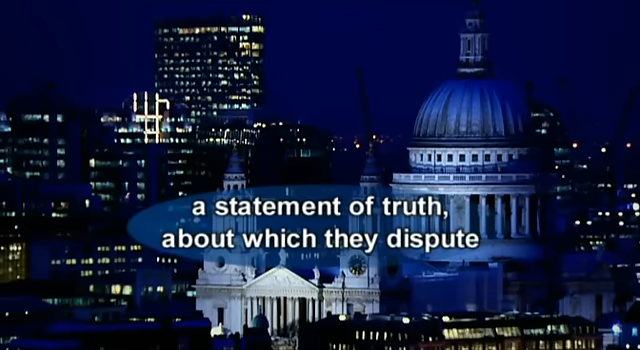 a statement of truth,
about which they dispute